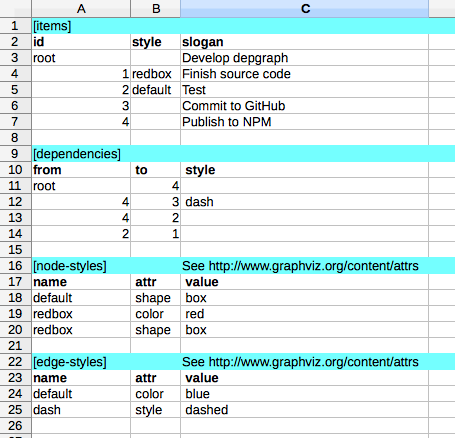 A B C
1 [items]
2 id style slogan
3 root Develop depgraph
4 1 redbox Finish source code
5 2 default Test
6 3 Commit to GitHub
7 4 Publish to NPM
8
9 [dependencies]
10 from to style
11 root 4
12 4 3 dash
13 4 2
14 2 1
15
16 [node-styles] See http://www.graphviz.org/content/attrs
17 name attr value
18 default shape box
19 redbox color red
20 redbox shape box
21
22 [edge-styles] See http://www.graphviz.org/content/attrs
23 name attr value
24 default color blue
25 dash style dashed
26